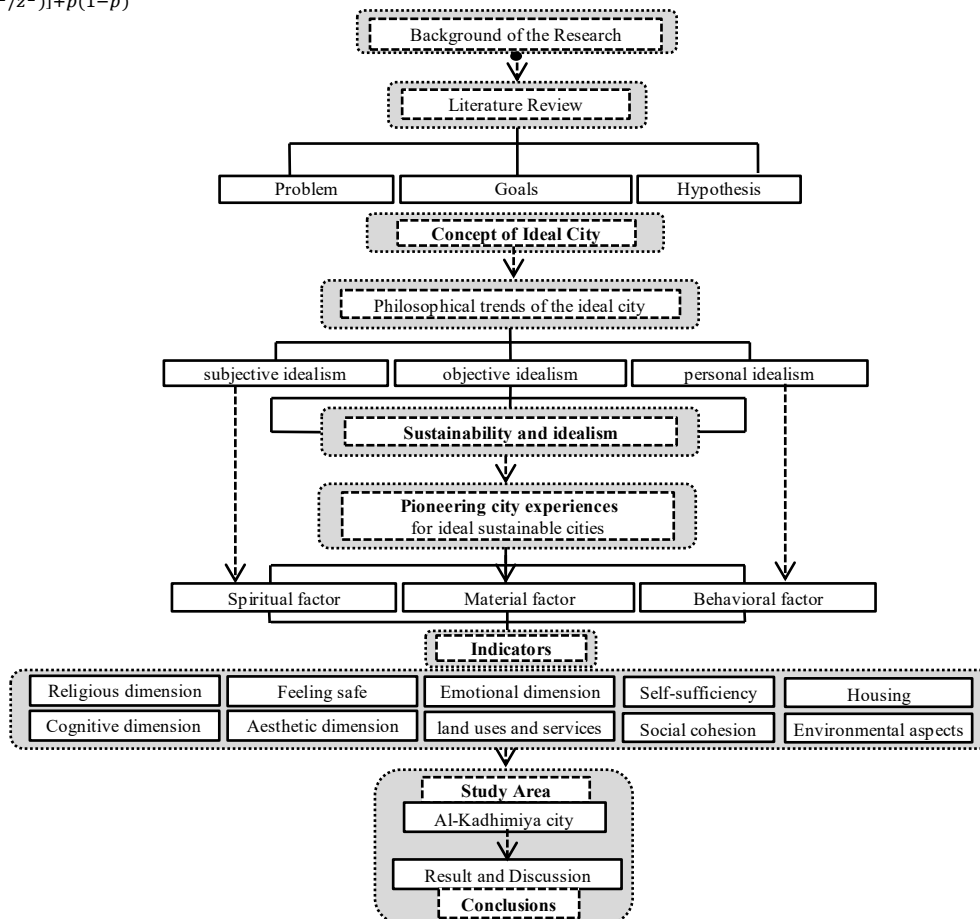 ²/𝑧²)]+𝑝(1−𝑝)
Background of the Research
Literature Review
Problem
Goals
Hypothesis
Concept of Ideal City
Philosophical trends of the ideal city
subjective idealism
objective idealism
personal idealism
Sustainability and idealism
Pioneering city experiences
for ideal sustainable cities
Spiritual factor
Material factor
Behavioral factor
Indicators
Religious dimension
Feeling safe
Emotional dimension
Self-sufficiency
Housing
Cognitive dimension
Aesthetic dimension
land uses and services
Social cohesion
Environmental aspects
Study Area
Al-Kadhimiya city
Result and Discussion
Conclusions